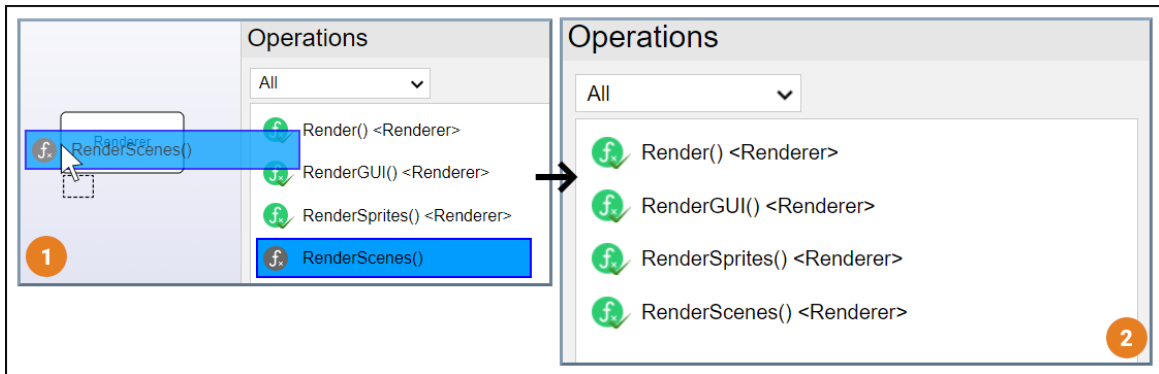 Operations
All
Renderer
RenderScenes()
Render() <Renderer>
RenderGUI() <Renderer>
RenderSprites() <Renderer>
RenderScenes()
1
Operations
All
Render() <Renderer>
RenderGUI() <Renderer>
RenderSprites() <Renderer>
RenderScenes() <Renderer>
2